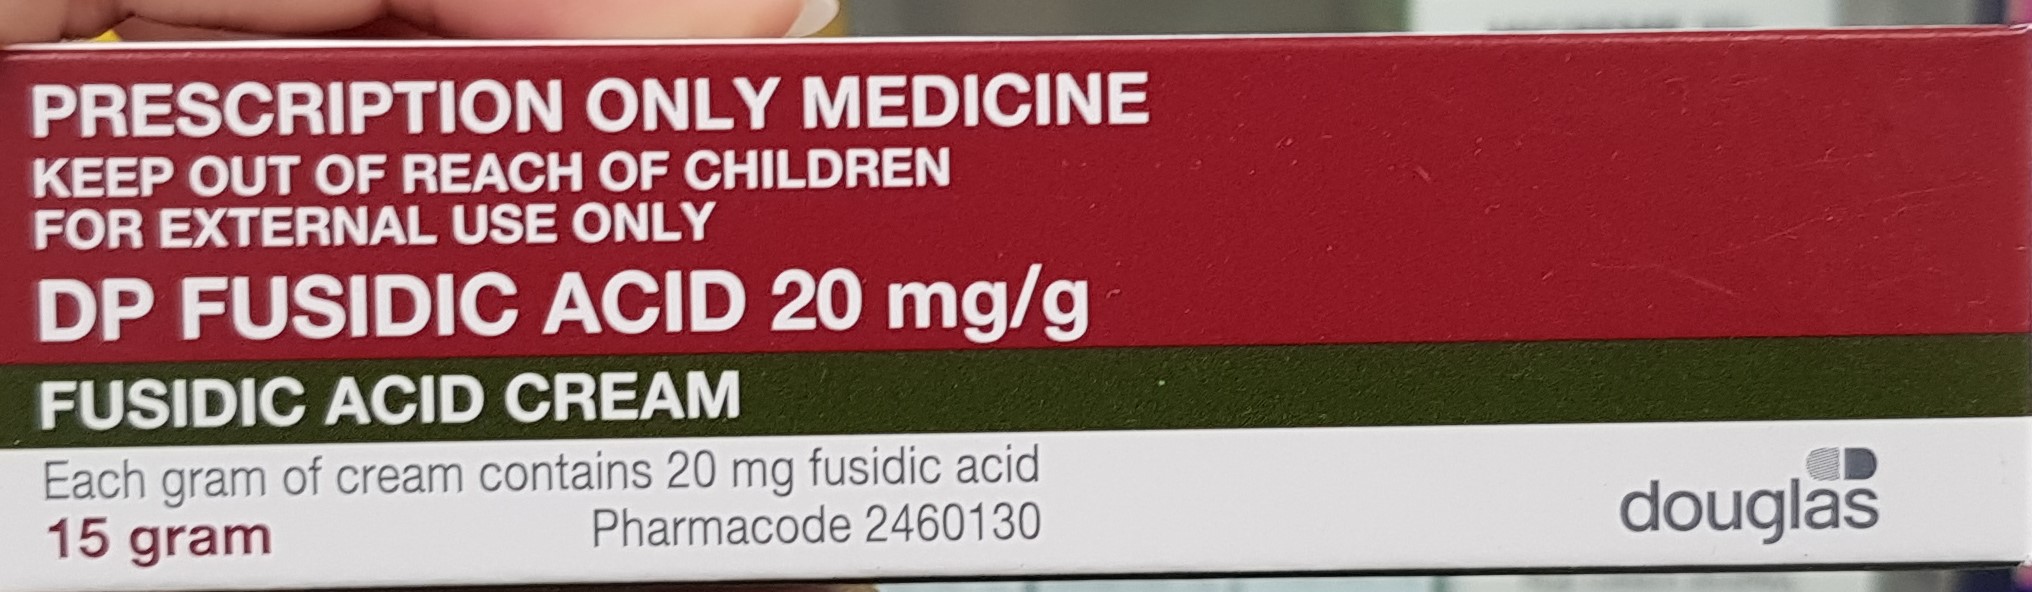 PRESCRIPTION ONLY MEDICINE
KEEP OUT OF REACH OF CHILDREN
FOR EXTERNAL USE ONLY
DP FUSIDIC ACID 20 mg/g
FUSIDIC ACID CREAM
Each gram of cream contains 20 mg fusidic acid
15 gram Pharmacode 2460130
douglas